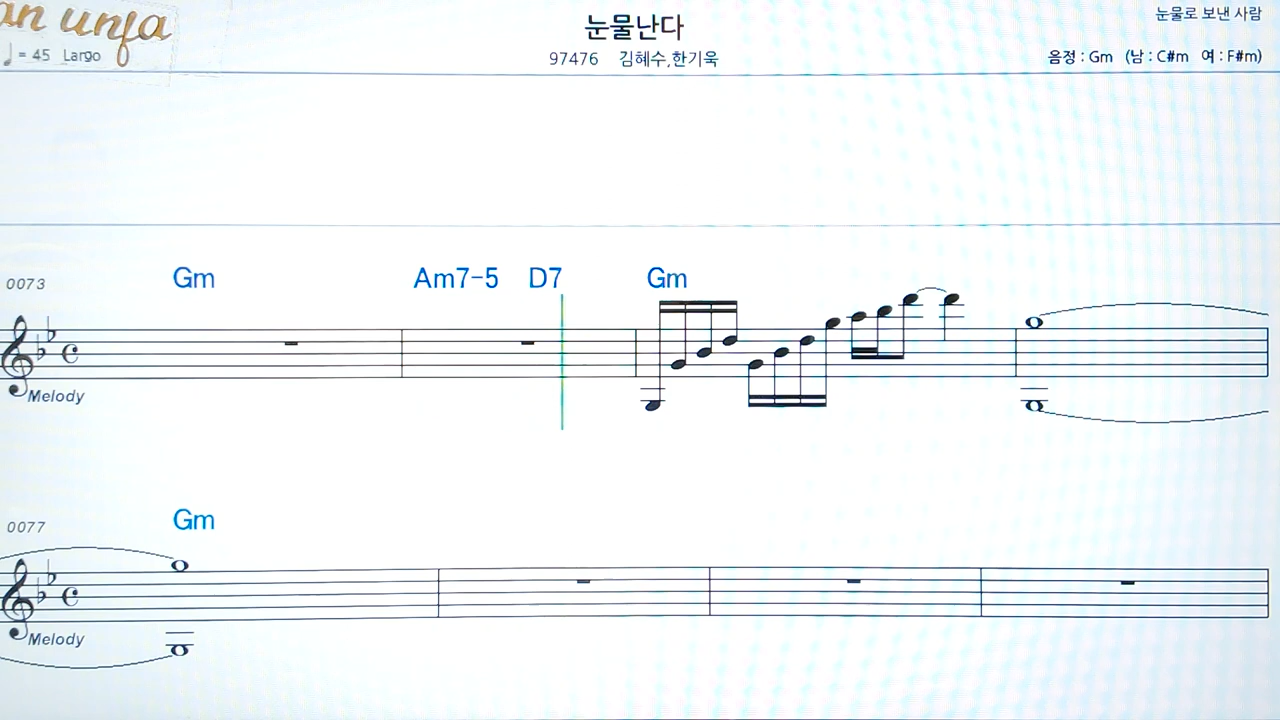 an unfa
눈물난다
눈물로 보낸 사람
♩= 45 Largo
97476 김혜수,한기욱
음정 : Gm (남 : C#m 여 : F#m)
Gm Am7-5 D7 Gm
0073
Melody
Gm
0077
Melody